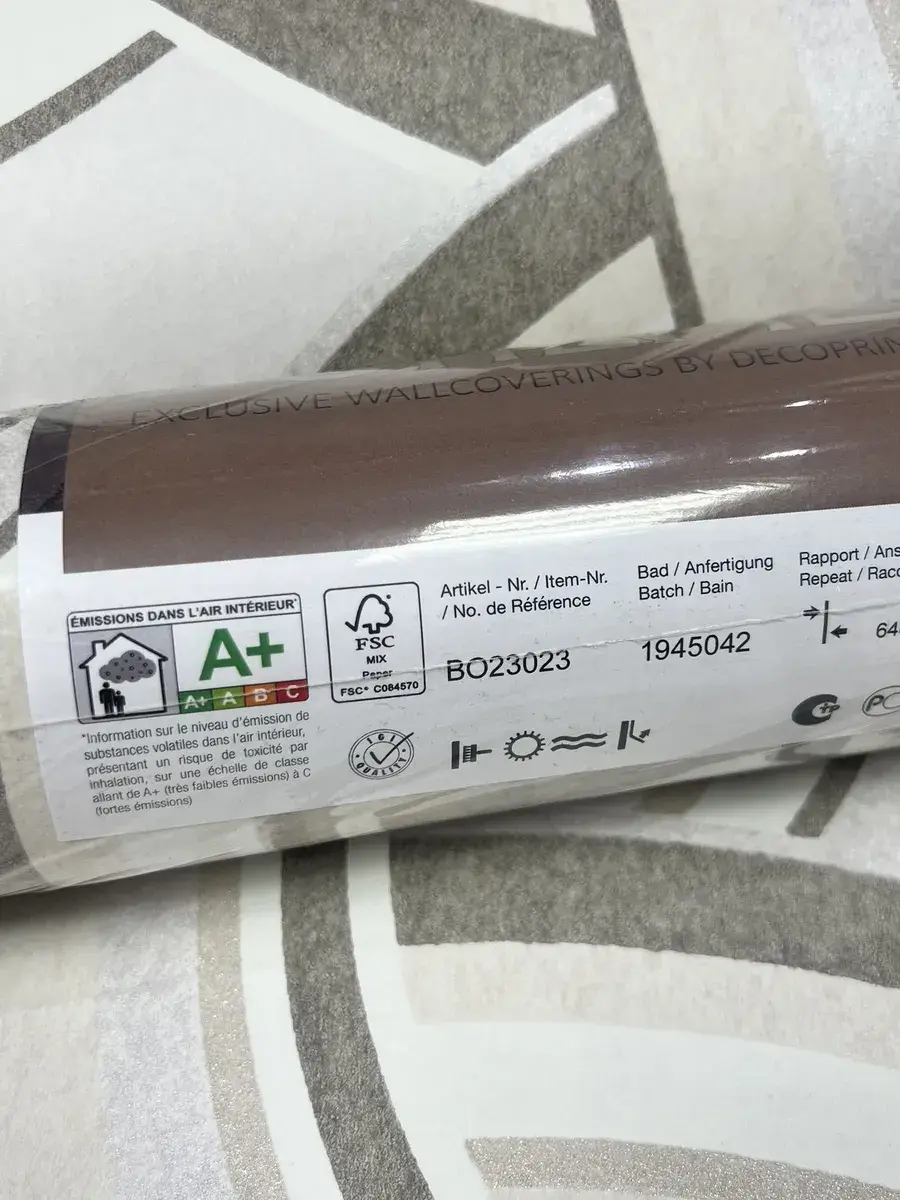 EXCLUSIVE WALLCOVERINGS BY DECOPRIN
ÉMISSIONS DANS L'AIR INTÉRIEUR*
A+
A+ A B C
*Information sur le niveau d'émission de
substances volatiles dans l'air intérieur,
présentant un risque de toxicité par
inhalation, sur une échelle de classe
allant de A+ (très faibles émissions) à C
(fortes émissions)
FSC
MIX
Paper
FSC® C084570
IGI
QUALITY
Artikel - Nr. / Item-Nr.
/ No. de Référence
BO23023
Bad / Anfertigung
Batch / Bain
1945042
Rapport / Ans
Repeat / Racc
64